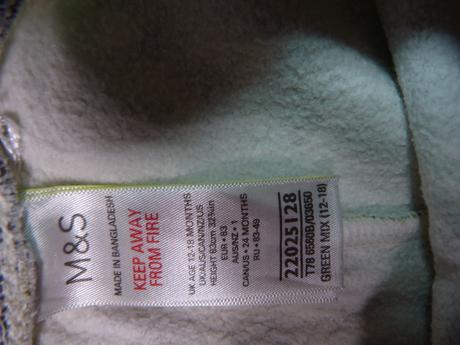 M&S
MADE IN BANGLADESH
KEEP AWAY
FROM FIRE
UK AGE 12-18 MONTHS
UK/AUS/CAN/NZ/US
HEIGHT 83cm 32¾in
EUR • 83
AUS/NZ • 1
CAN/US • 24 MONTHS
RU • 83-49
22025128
T78 6580B/03650
GREEN MIX (12-18)